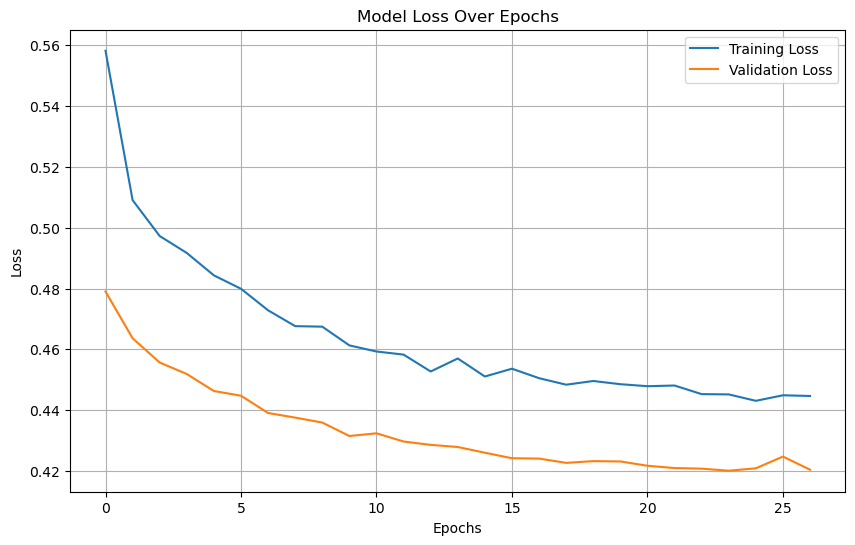 Model Loss Over Epochs
Training Loss
Validation Loss
0.56
0.54
0.52
0.50
0.48
0.46
0.44
0.42
Loss
0 5 10 15 20 25
Epochs